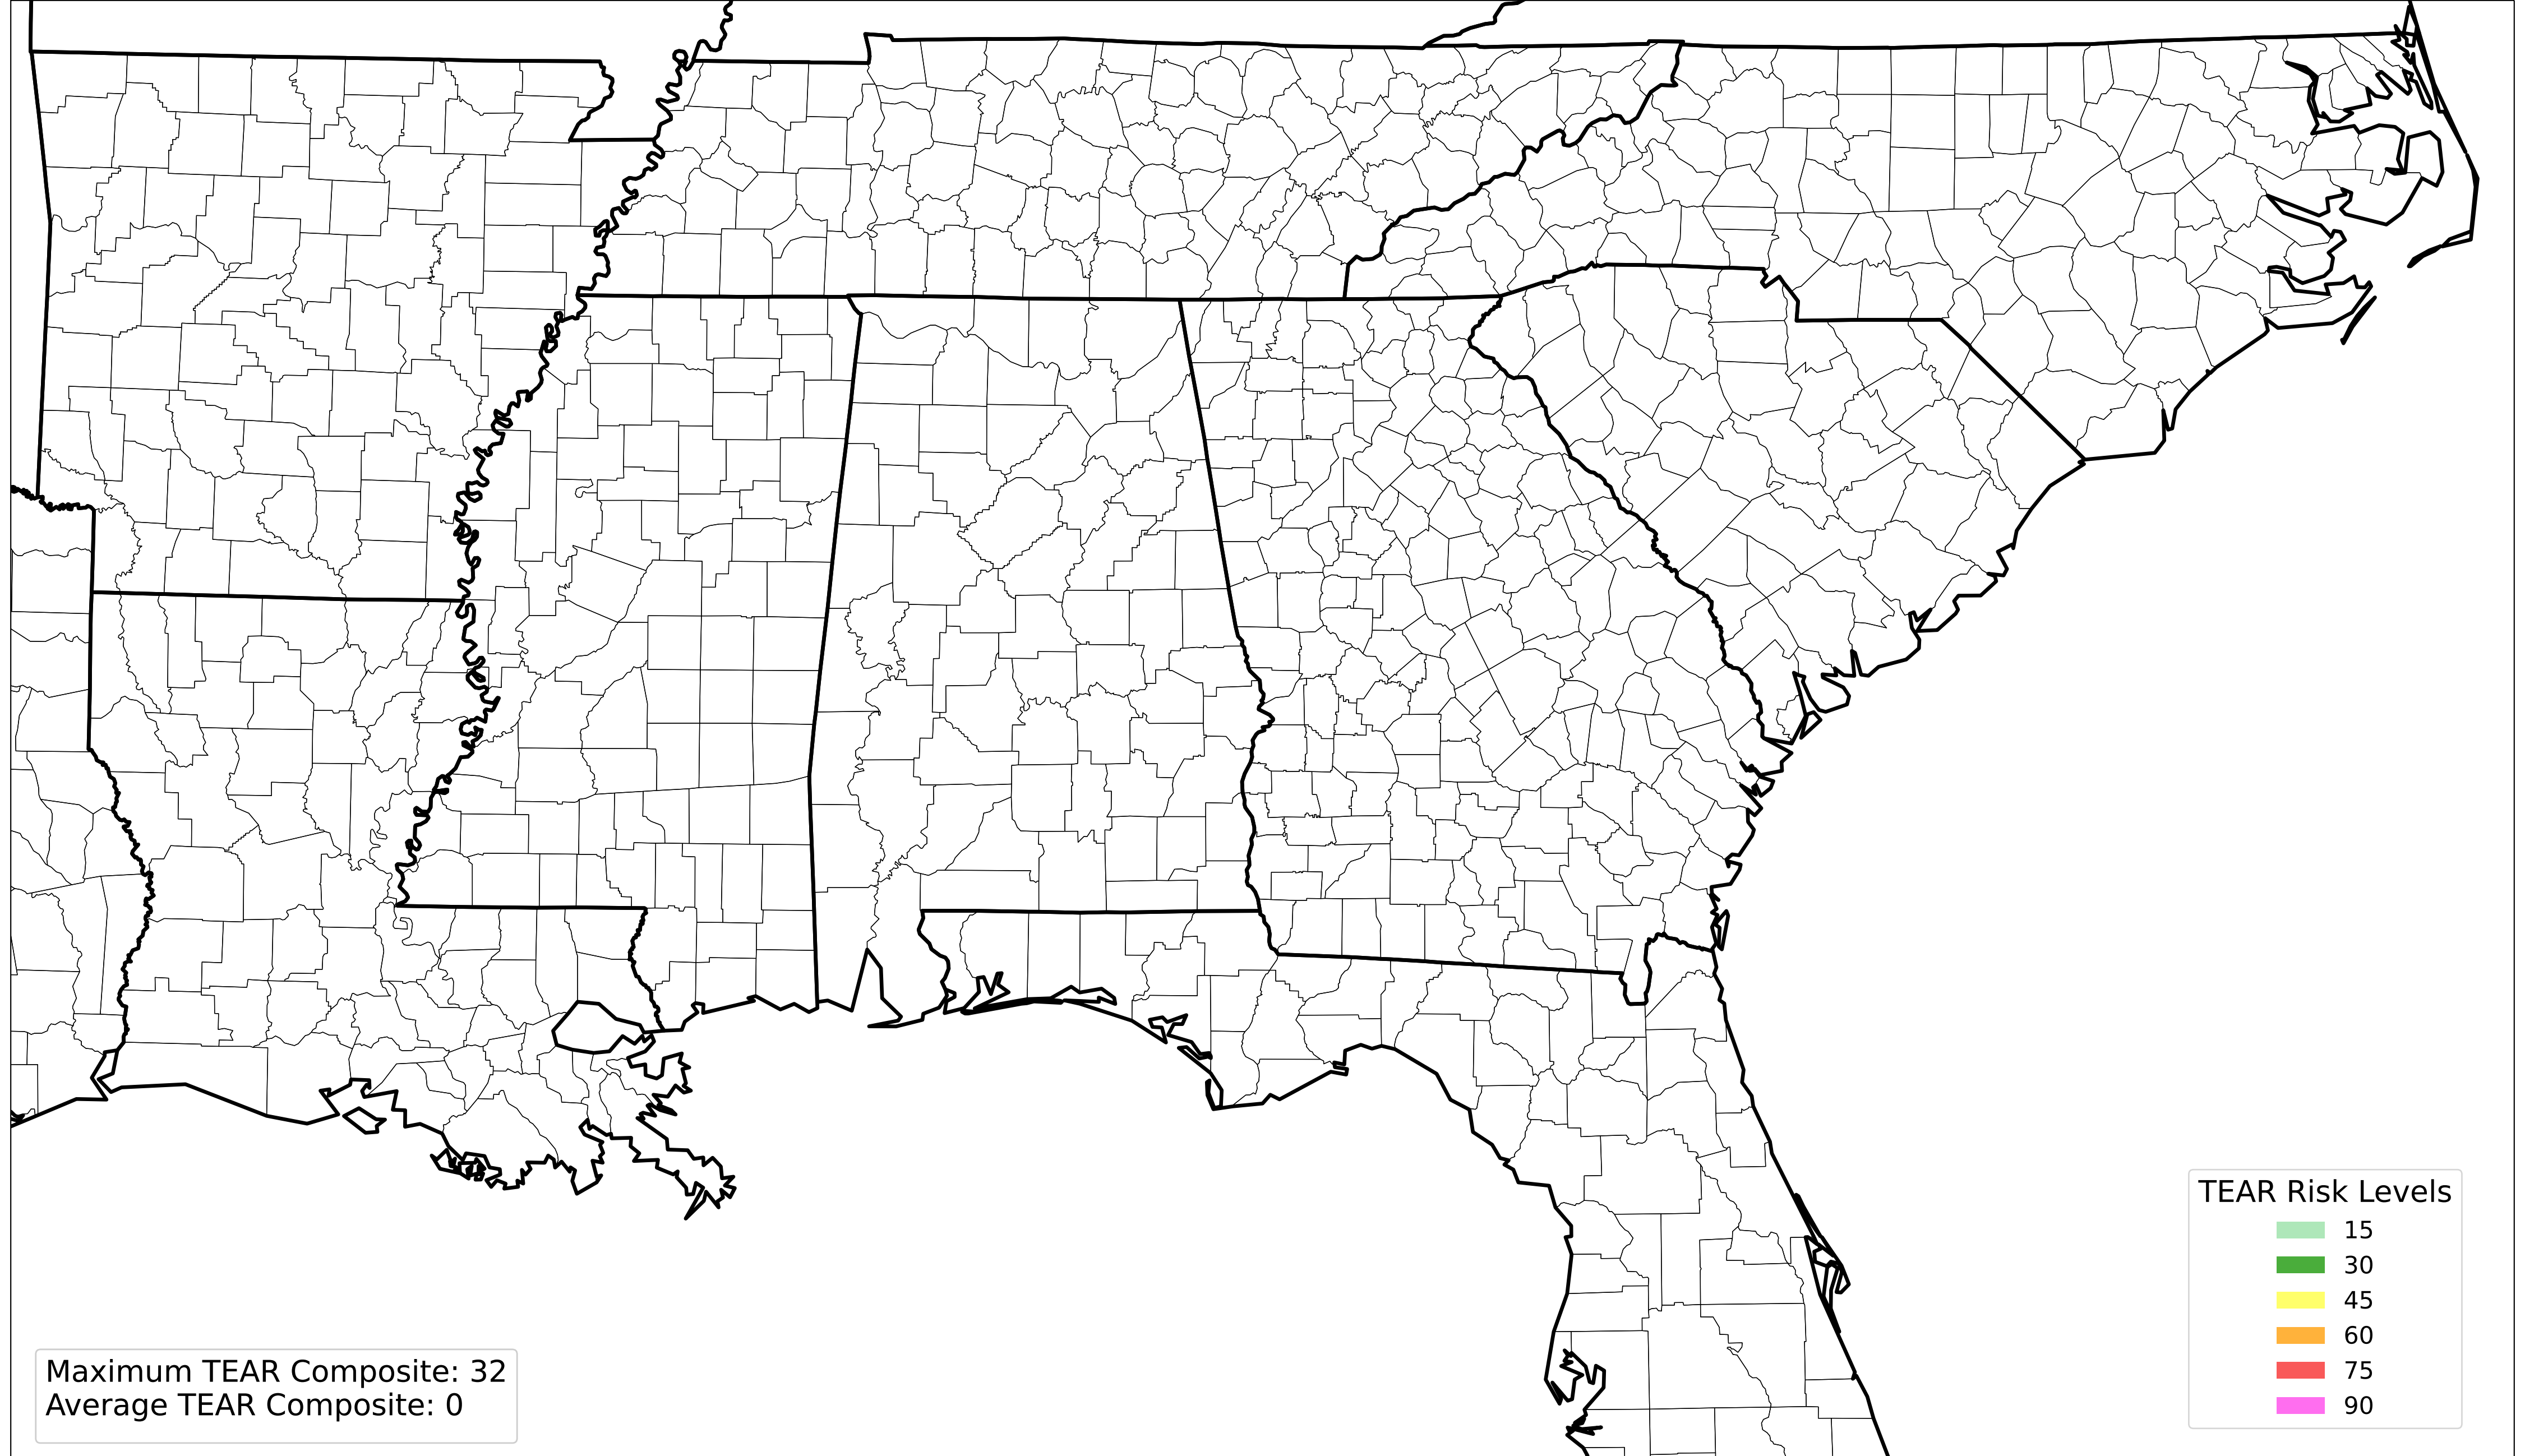 TEAR Risk Levels
15
30
45
60
75
90
Maximum TEAR Composite: 32
Average TEAR Composite: 0